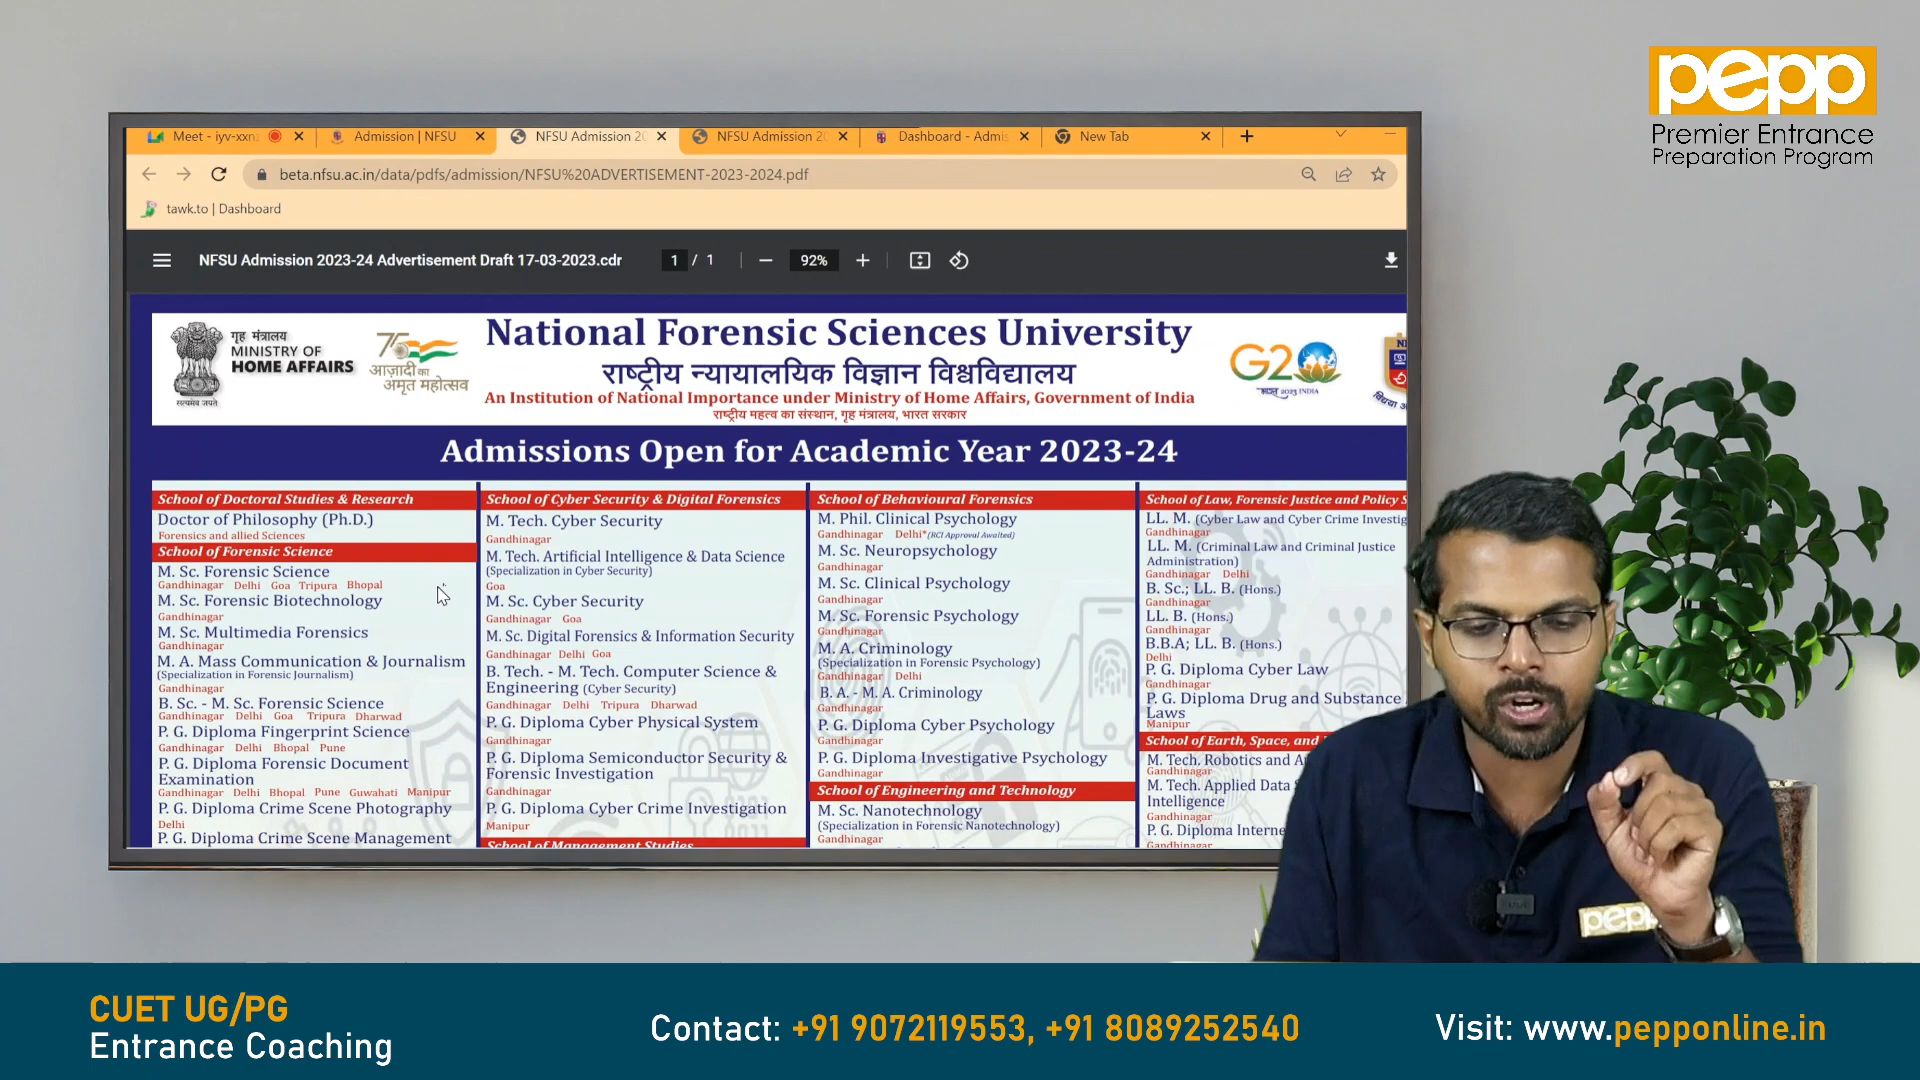 pepp
Premier Entrance
Preparation Program
Meet - iyv-xxn
Admission | NFSU
NFSU Admission 20
NFSU Admission 20
Dashboard - Admis
New Tab
beta.nfsu.ac.in/data/pdfs/admission/NFSU%20ADVERTISEMENT-2023-2024.pdf
tawk.to | Dashboard
NFSU Admission 2023-24 Advertisement Draft 17-03-2023.cdr
1 / 1
92%
गृह मंत्रालय
MINISTRY OF
HOME AFFAIRS
सत्यमेव जयते
75
आज़ादी का
अमृत महोत्सव
National Forensic Sciences University
राष्ट्रीय न्यायालयिक विज्ञान विश्वविद्यालय
An Institution of National Importance under Ministry of Home Affairs, Government of India
राष्ट्रीय महत्व का संस्थान, गृह मंत्रालय, भारत सरकार
G20
2023 INDIA
Admissions Open for Academic Year 2023-24
School of Doctoral Studies & Research
Doctor of Philosophy (Ph.D.)
Forensics and allied Sciences
School of Forensic Science
M. Sc. Forensic Science
Gandhinagar Delhi Goa Tripura Bhopal
M. Sc. Forensic Biotechnology
Gandhinagar
M. Sc. Multimedia Forensics
Gandhinagar
M. A. Mass Communication & Journalism
(Specialization in Forensic Journalism)
Gandhinagar
B. Sc. - M. Sc. Forensic Science
Gandhinagar Delhi Goa Tripura Dharwad
P. G. Diploma Fingerprint Science
Gandhinagar Delhi Bhopal Pune
P. G. Diploma Forensic Document
Examination
Gandhinagar Delhi Bhopal Pune Guwahati Manipur
P. G. Diploma Crime Scene Photography
Delhi
P. G. Diploma Crime Scene Management
School of Cyber Security & Digital Forensics
M. Tech. Cyber Security
Gandhinagar
M. Tech. Artificial Intelligence & Data Science
(Specialization in Cyber Security)
Goa
M. Sc. Cyber Security
Gandhinagar Goa
M. Sc. Digital Forensics & Information Security
Gandhinagar Delhi Goa
B. Tech. - M. Tech. Computer Science &
Engineering (Cyber Security)
Gandhinagar Delhi Tripura Dharwad
P. G. Diploma Cyber Physical System
Gandhinagar
P. G. Diploma Semiconductor Security &
Forensic Investigation
Gandhinagar
P. G. Diploma Cyber Crime Investigation
Manipur
School of Management Studies
School of Behavioural Forensics
M. Phil. Clinical Psychology
Gandhinagar Delhi*(RCI Approval Awaited)
M. Sc. Neuropsychology
Gandhinagar
M. Sc. Clinical Psychology
Gandhinagar
M. Sc. Forensic Psychology
Gandhinagar
M. A. Criminology
(Specialization in Forensic Psychology)
Gandhinagar Delhi
B. A. - M. A. Criminology
Gandhinagar
P. G. Diploma Cyber Psychology
Gandhinagar
P. G. Diploma Investigative Psychology
Gandhinagar
School of Engineering and Technology
M. Sc. Nanotechnology
(Specialization in Forensic Nanotechnology)
Gandhinagar
School of Law, Forensic Justice and Policy S
LL. M. (Cyber Law and Cyber Crime Investig
Gandhinagar
LL. M. (Criminal Law and Criminal Justice
Administration)
Gandhinagar Delhi
B. Sc.; LL. B. (Hons.)
Gandhinagar
LL. B. (Hons.)
Gandhinagar
B.B.A; LL. B. (Hons.)
Delhi
P. G. Diploma Cyber Law
Gandhinagar
P. G. Diploma Drug and Substance
Laws
Manipur
School of Earth, Space, and
M. Tech. Robotics and A
Gandhinagar
M. Tech. Applied Data S
Intelligence
Gandhinagar
P. G. Diploma Interne
Gandhinagar
pepp
CUET UG/PG
Entrance Coaching
Contact: +91 9072119553, +91 8089252540
Visit: www.pepponline.in